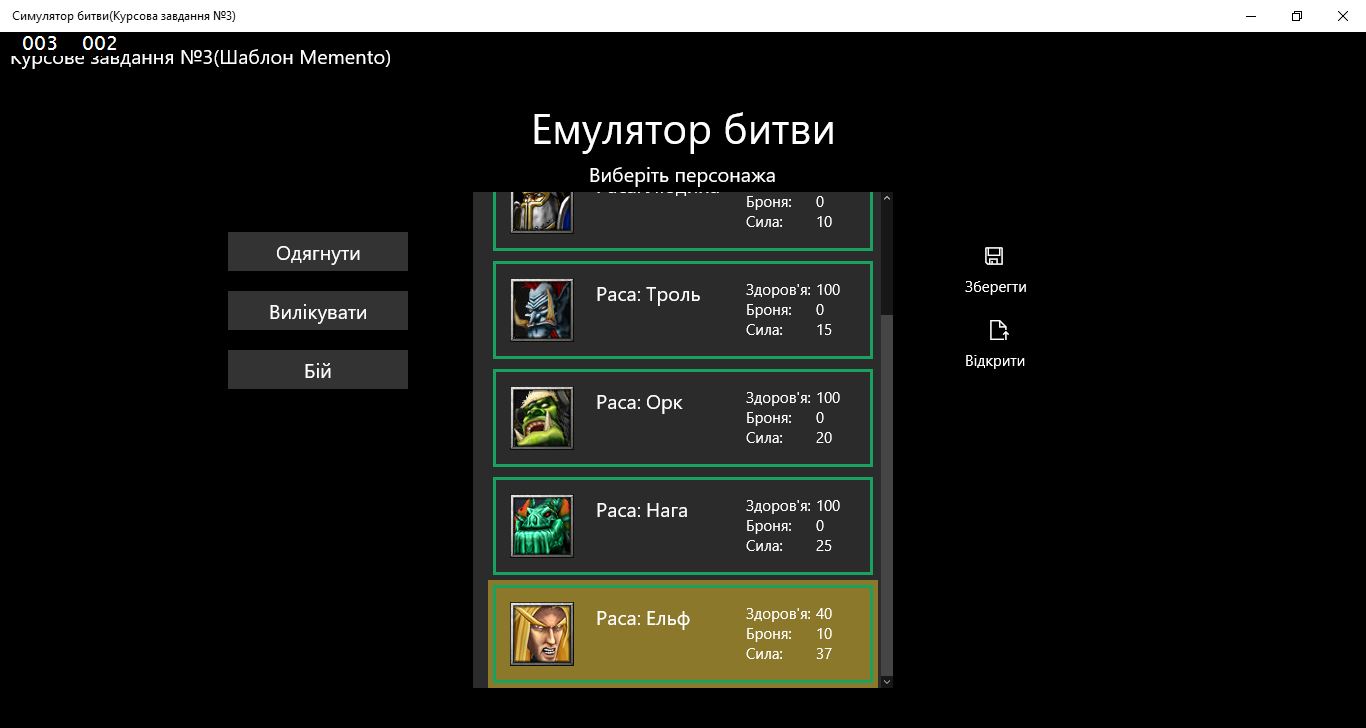 Симулятор битви(Курсова завдання №3)
003 002
Курсове завдання №3(Шаблон Memento)
Емулятор битви
Виберіть персонажа
Одягнути
Вилікувати
Бій
Раса: Людина
Броня: 0
Сила: 10
Раса: Троль
Здоров'я: 100
Броня: 0
Сила: 15
Раса: Орк
Здоров'я: 100
Броня: 0
Сила: 20
Раса: Нага
Здоров'я: 100
Броня: 0
Сила: 25
Раса: Ельф
Здоров'я: 40
Броня: 10
Сила: 37
Зберегти
Відкрити